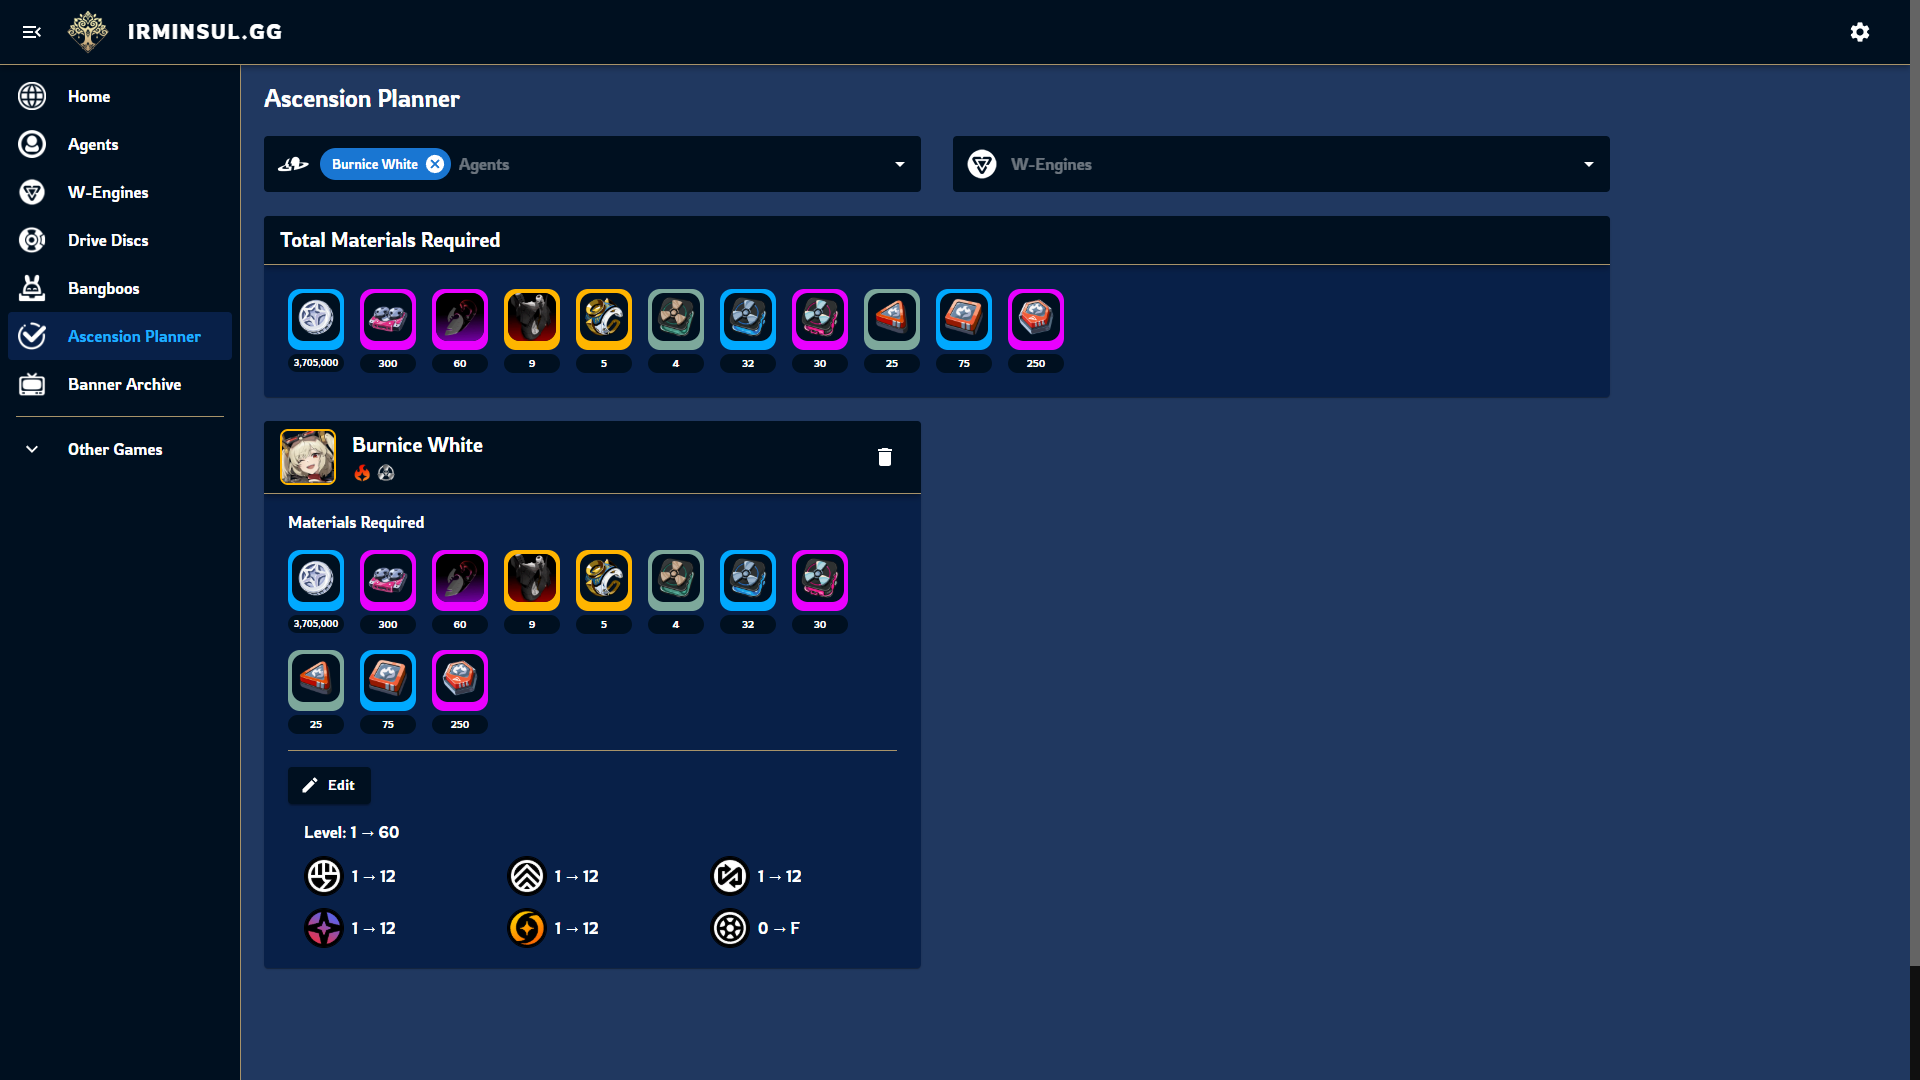 IRMINSUL.GG
Home
Agents
W-Engines
Drive Discs
Bangboos
Ascension Planner
Banner Archive
Other Games
Ascension Planner
Burnice White
Agents
W-Engines
Total Materials Required
3,705,000 300 60 9 5 4 32 30 25 75 250
Burnice White
Materials Required
3,705,000 300 60 9 5 4 32 30
25 75 250
Edit
Level: 1 → 60
1 → 12 1 → 12 1 → 12
1 → 12 1 → 12 0 → F